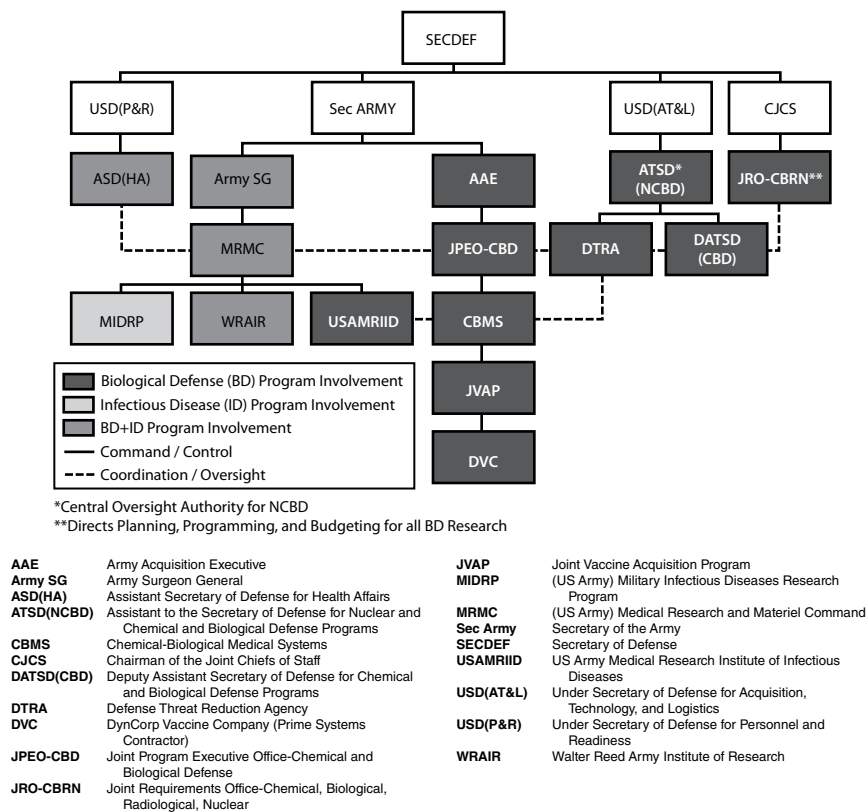 SECDEF
USD(P&R)
Sec ARMY
USD(AT&L)
CJCS
ASD(HA)
Army SG
AAE
ATSD*
(NCBD)
JRO-CBRN**
MRMC
JPEO-CBD
DTRA
DATSD
(CBD)
MIDRP
WRAIR
USAMRIID
CBMS
JVAP
DVC
Biological Defense (BD) Program Involvement
Infectious Disease (ID) Program Involvement
BD+ID Program Involvement
Command / Control
Coordination / Oversight
*Central Oversight Authority for NCBD
**Directs Planning, Programming, and Budgeting for all BD Research
AAE Army Acquisition Executive
Army SG Army Surgeon General
ASD(HA) Assistant Secretary of Defense for Health Affairs
ATSD(NCBD) Assistant to the Secretary of Defense for Nuclear and
Chemical and Biological Defense Programs
CBMS Chemical-Biological Medical Systems
CJCS Chairman of the Joint Chiefs of Staff
DATSD(CBD) Deputy Assistant Secretary of Defense for Chemical
and Biological Defense Programs
DTRA Defense Threat Reduction Agency
DVC DynCorp Vaccine Company (Prime Systems
Contractor)
JPEO-CBD Joint Program Executive Office-Chemical and
Biological Defense
JRO-CBRN Joint Requirements Office-Chemical, Biological,
Radiological, Nuclear
JVAP Joint Vaccine Acquisition Program
MIDRP (US Army) Military Infectious Diseases Research
Program
MRMC (US Army) Medical Research and Materiel Command
Sec Army Secretary of the Army
SECDEF Secretary of Defense
USAMRIID US Army Medical Research Institute of Infectious
Diseases
USD(AT&L) Under Secretary of Defense for Acquisition,
Technology, and Logistics
USD(P&R) Under Secretary of Defense for Personnel and
Readiness
WRAIR Walter Reed Army Institute of Research